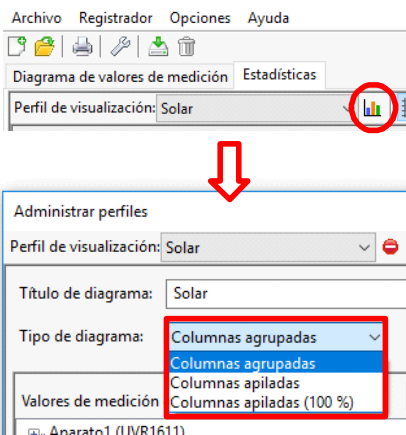 Archivo Registrador Opciones Ayuda
Diagrama de valores de medición Estadísticas
Perfil de visualización: Solar
Administrar perfiles
Perfil de visualización: Solar
Título de diagrama: Solar
Tipo de diagrama: Columnas agrupadas
Columnas agrupadas
Columnas apiladas
Valores de medición Columnas apiladas (100 %)
Aparato1 (UVR1611)